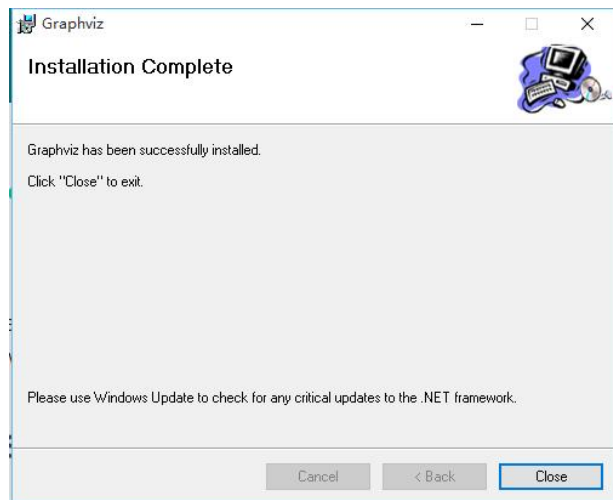 Graphviz
Installation Complete
Graphviz has been successfully installed.
Click "Close" to exit.
Please use Windows Update to check for any critical updates to the .NET framework.
Cancel
< Back
Close